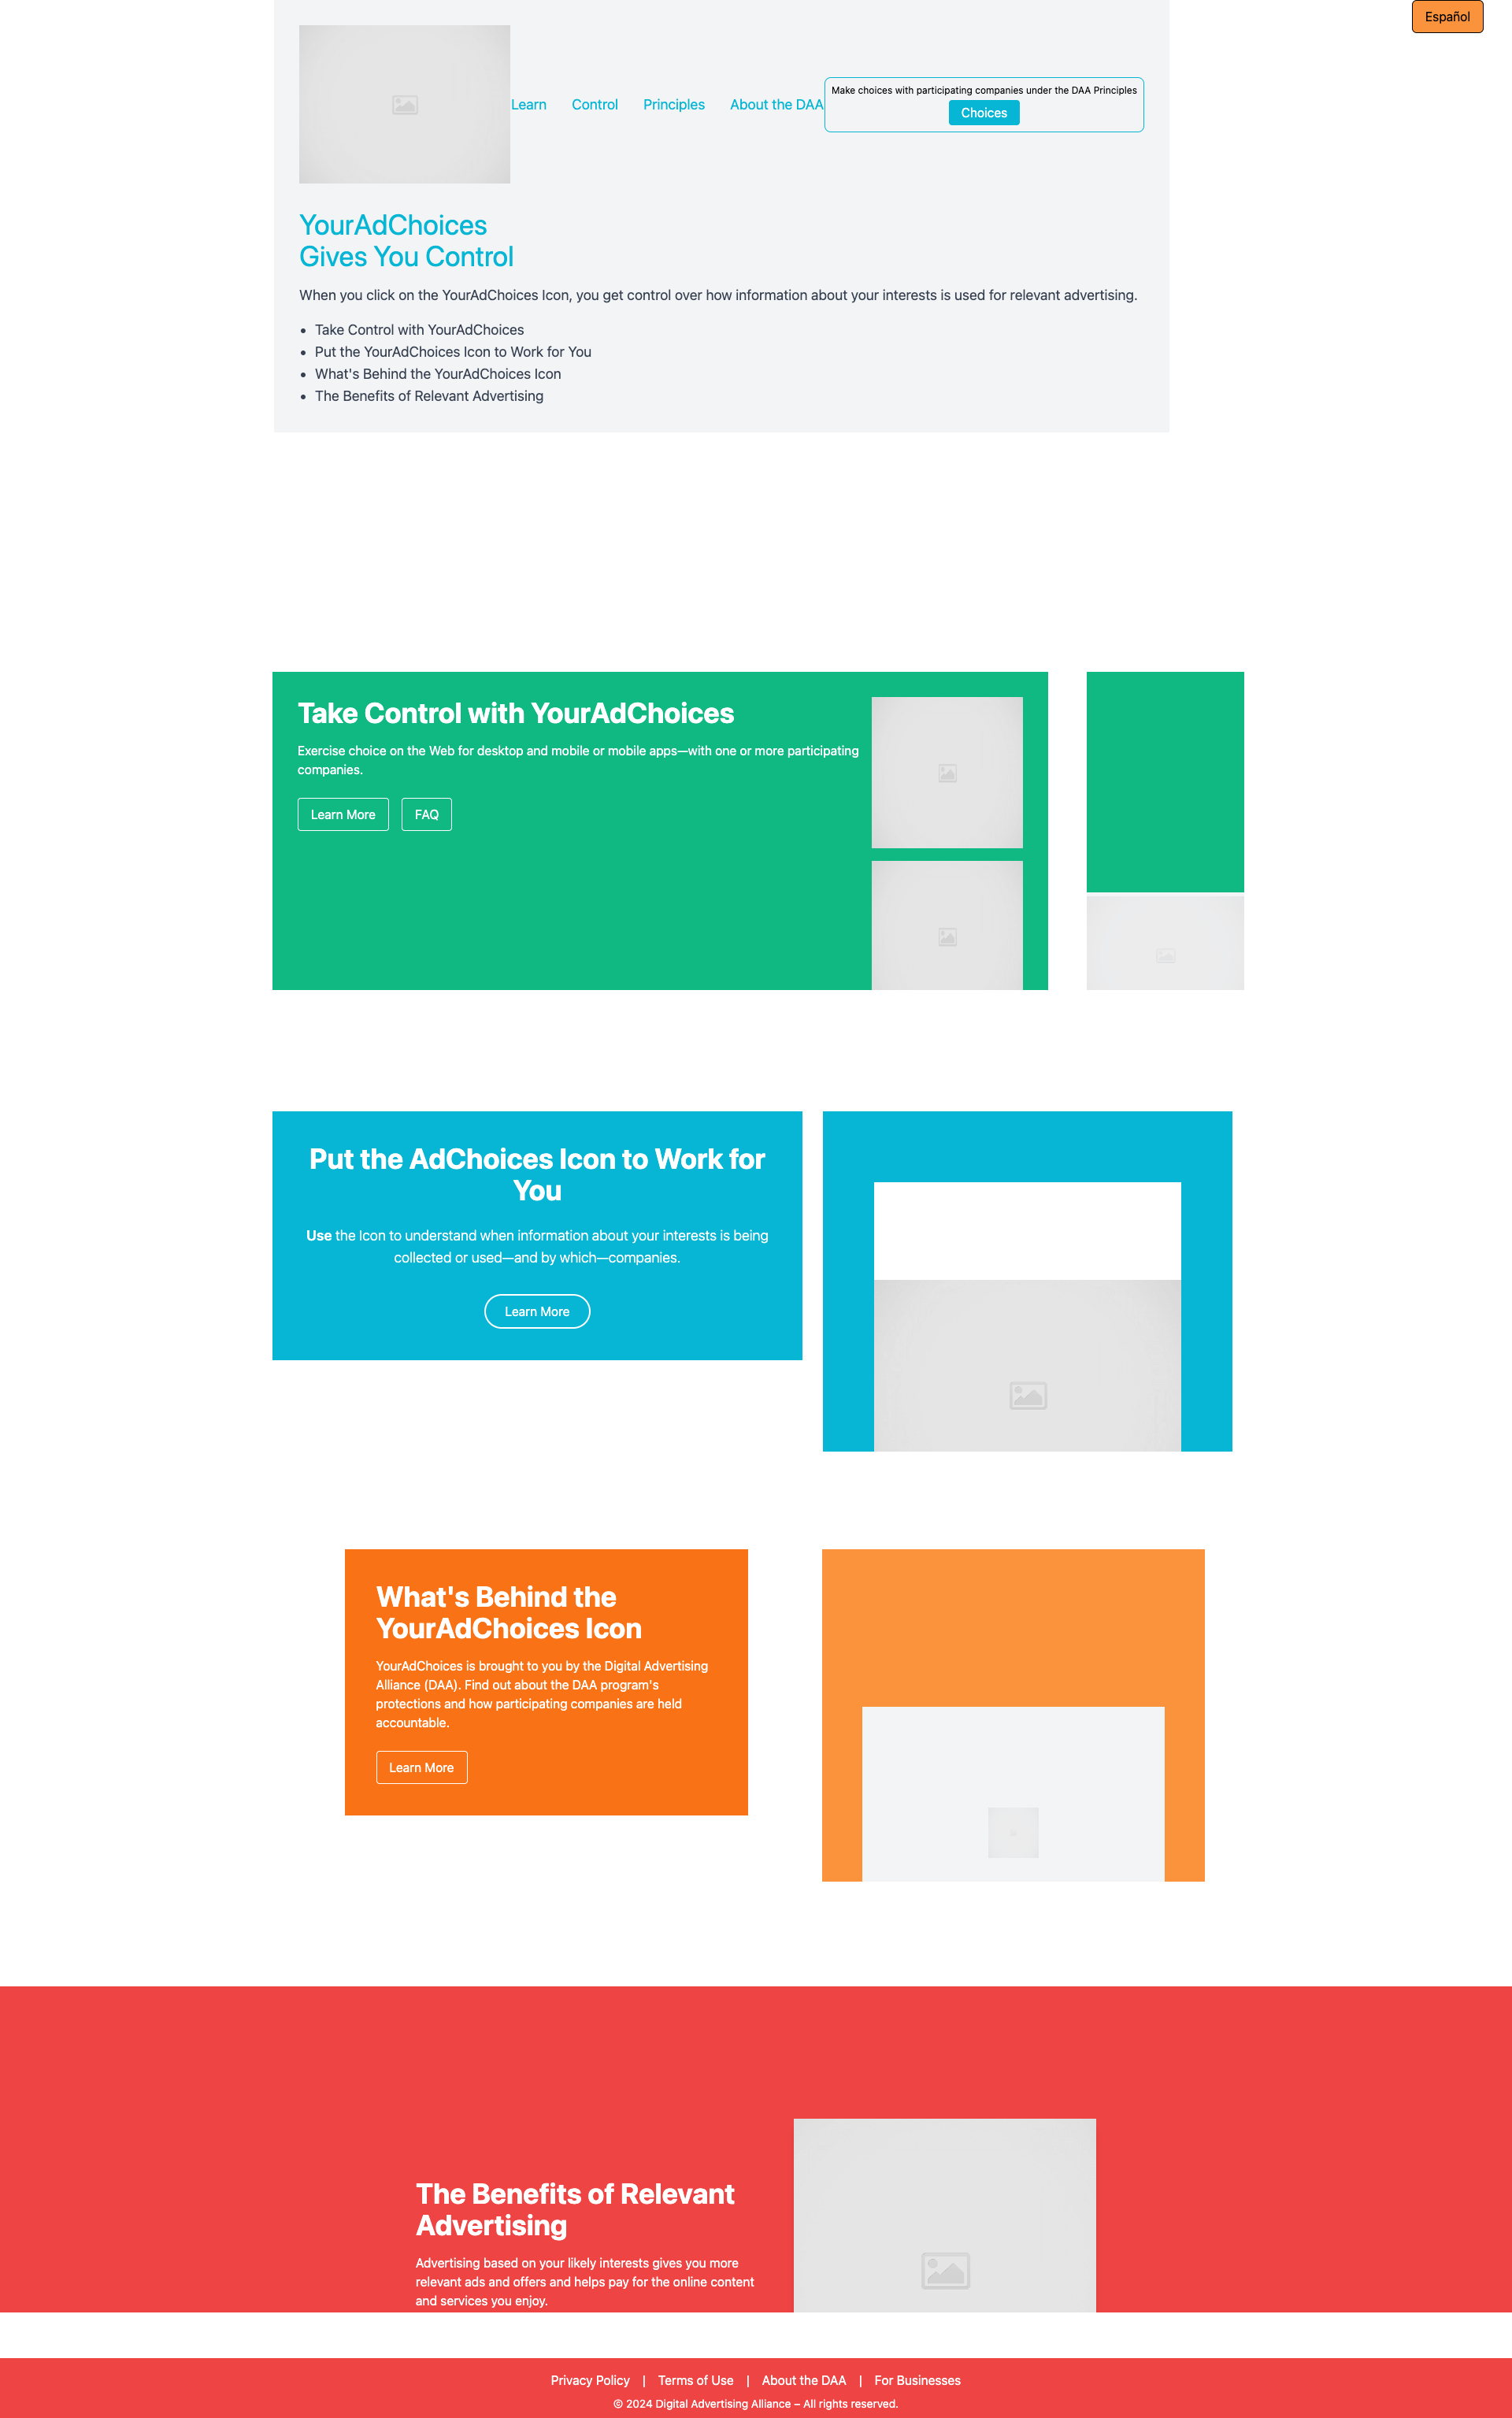 Español
Learn
Control
Principles
About the DAA
Make choices with participating companies under the DAA Principles
Choices
YourAdChoices
Gives You Control
When you click on the YourAdChoices Icon, you get control over how information about your interests is used for relevant advertising.
• Take Control with YourAdChoices
• Put the YourAdChoices Icon to Work for You
• What's Behind the YourAdChoices Icon
• The Benefits of Relevant Advertising
Take Control with YourAdChoices
Exercise choice on the Web for desktop and mobile or mobile apps—with one or more participating
companies.
Learn More
FAQ
Put the AdChoices Icon to Work for
You
Use the Icon to understand when information about your interests is being
collected or used—and by which—companies.
Learn More
What's Behind the
YourAdChoices Icon
YourAdChoices is brought to you by the Digital Advertising
Alliance (DAA). Find out about the DAA program's
protections and how participating companies are held
accountable.
Learn More
The Benefits of Relevant
Advertising
Advertising based on your likely interests gives you more
relevant ads and offers and helps pay for the online content
and services you enjoy.
Privacy Policy | Terms of Use | About the DAA | For Businesses
© 2024 Digital Advertising Alliance – All rights reserved.